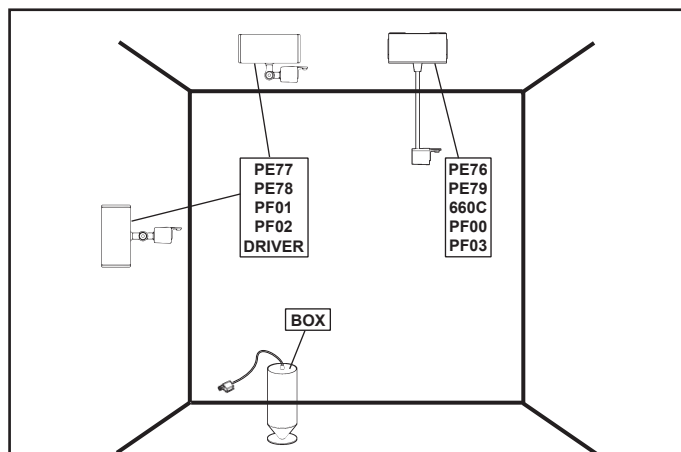 PE77
PE78
PF01
PF02
DRIVER
PE76
PE79
660C
PF00
PF03
BOX